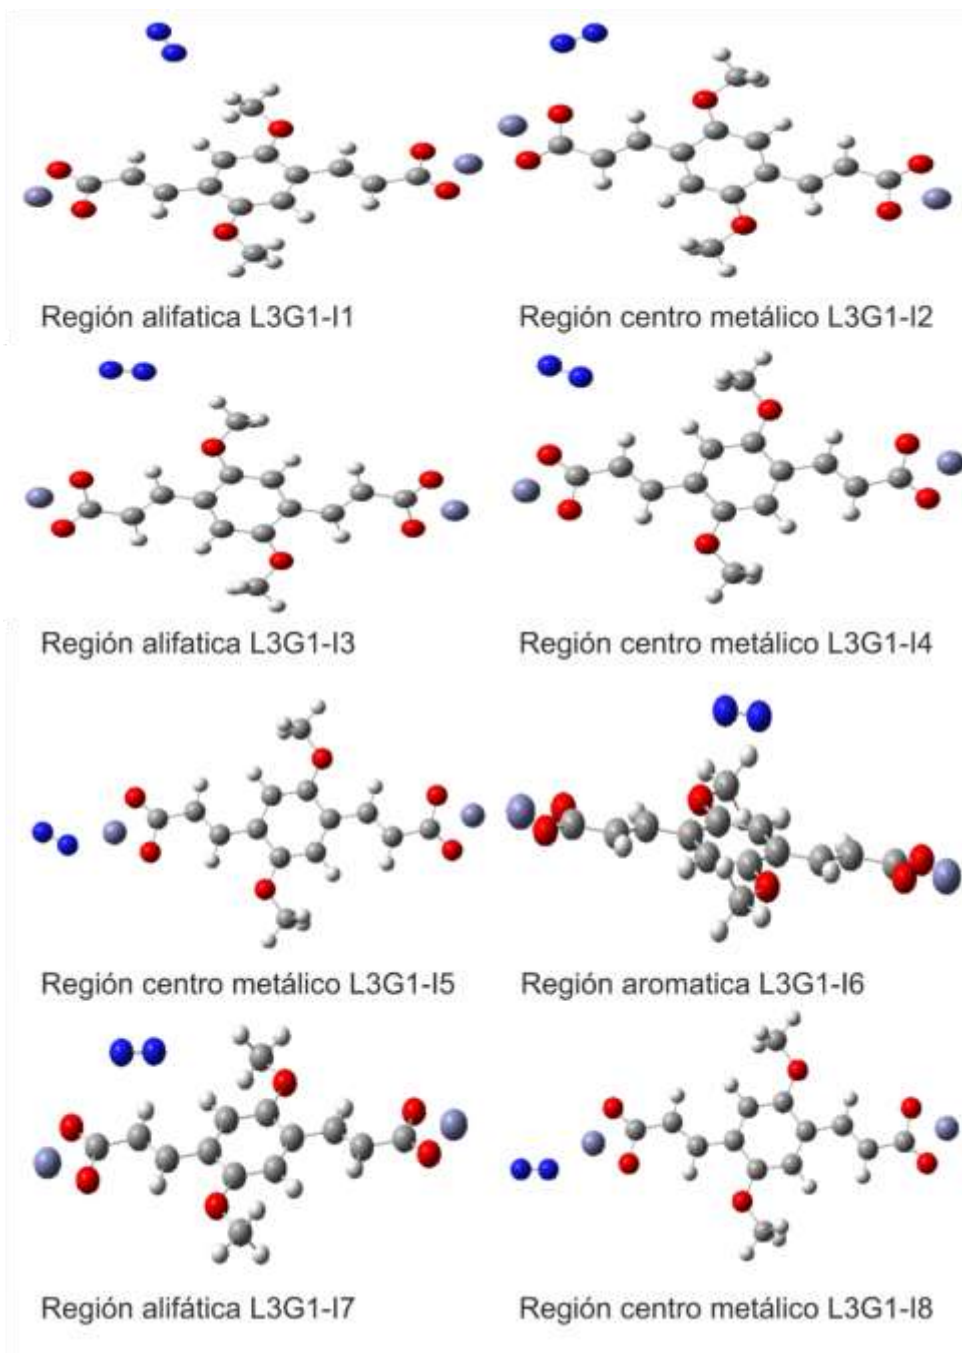 Región alifatica L3G1-I1
Región centro metálico L3G1-I2
Región alifatica L3G1-I3
Región centro metálico L3G1-I4
Región centro metálico L3G1-I5
Región aromatica L3G1-I6
Región alifática L3G1-I7
Región centro metálico L3G1-I8